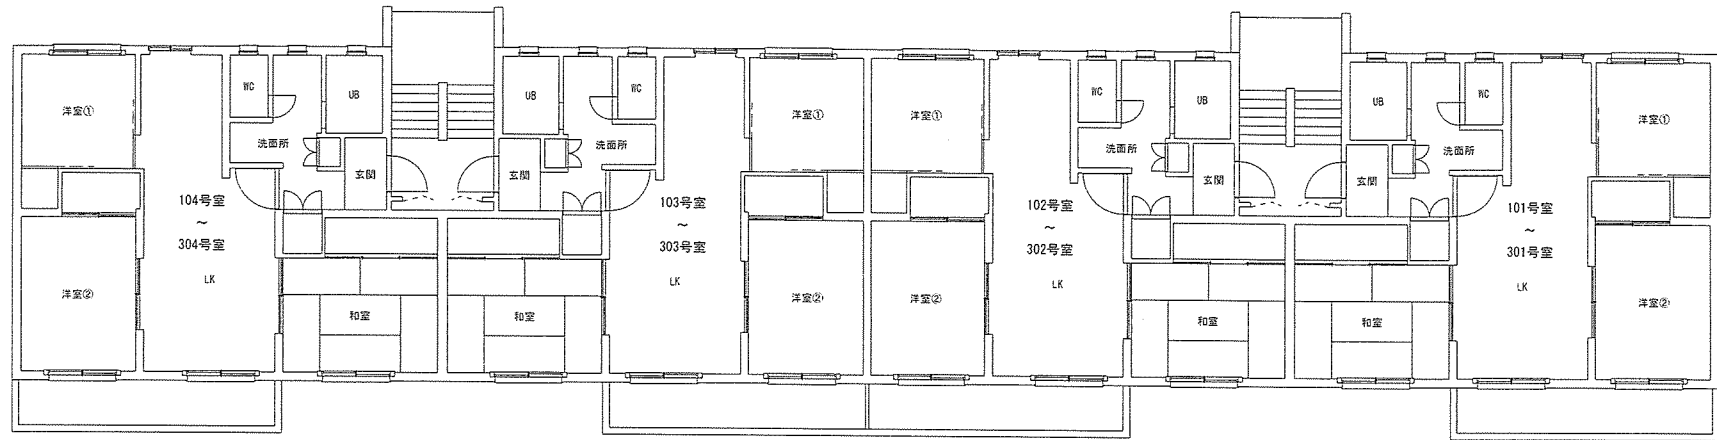 洋室①
WC
UB
洗面所
玄関
104号室
～
304号室
LK
洋室②
和室
UB
WC
洋室①
洗面所
玄関
103号室
～
303号室
LK
洋室②
和室
洋室①
WC
UB
洗面所
玄関
102号室
～
302号室
LK
洋室②
和室
UB
WC
洋室①
洗面所
玄関
101号室
～
301号室
LK
洋室②
和室